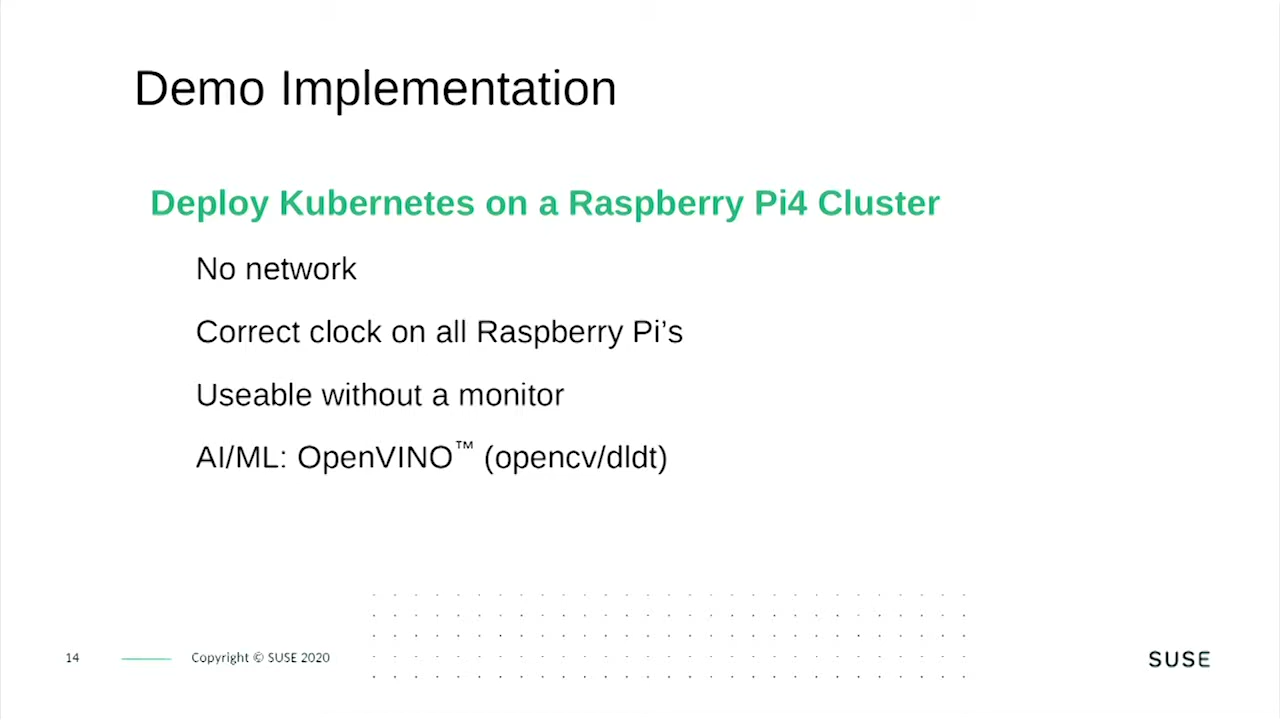 Demo Implementation
Deploy Kubernetes on a Raspberry Pi4 Cluster
No network
Correct clock on all Raspberry Pi’s
Useable without a monitor
AI/ML: OpenVINO™ (opencv/dldt)
14
Copyright © SUSE 2020
SUSE